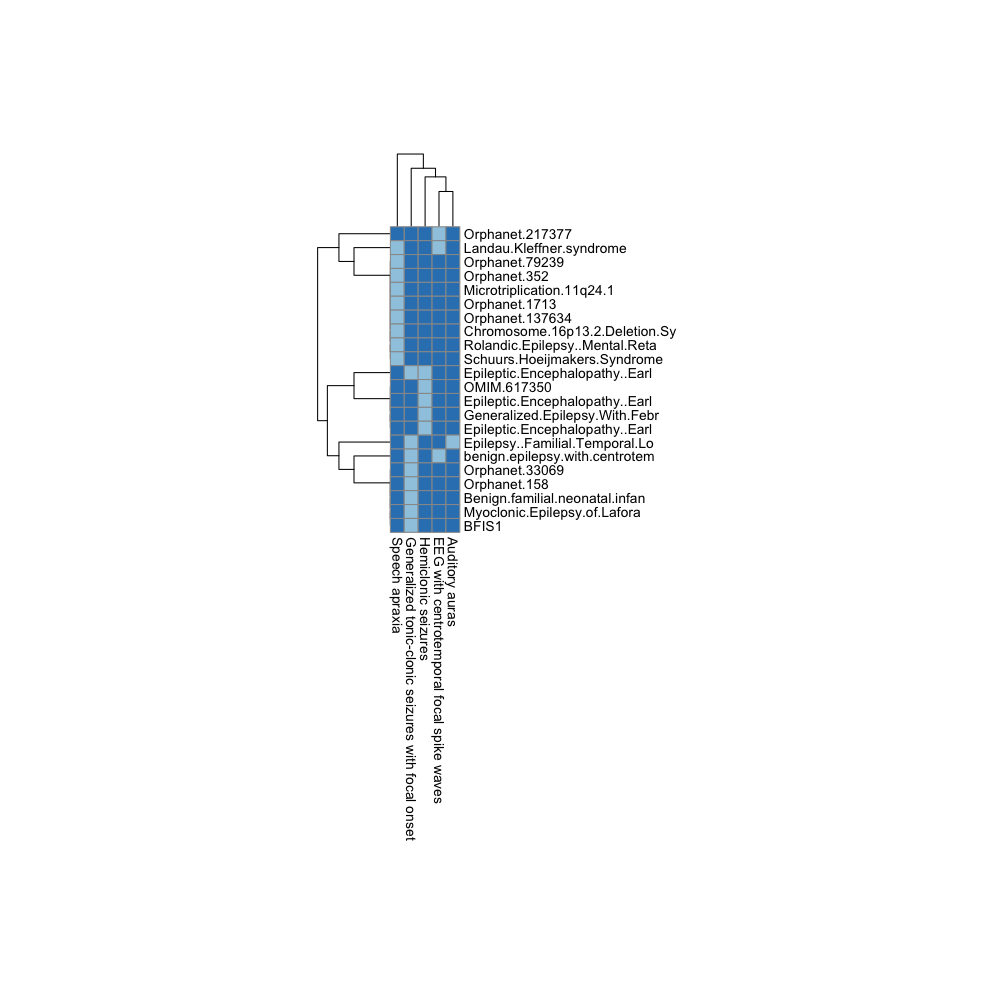 Orphanet.217377
Landau.Kleffner.syndrome
Orphanet.79239
Orphanet.352
Microtriplication.11q24.1
Orphanet.1713
Orphanet.137634
Chromosome.16p13.2.Deletion.Sy
Rolandic.Epilepsy..Mental.Reta
Schuurs.Hoeijmakers.Syndrome
Epileptic.Encephalopathy..Earl
OMIM.617350
Epileptic.Encephalopathy..Earl
Generalized.Epilepsy.With.Febr
Epileptic.Encephalopathy..Earl
Epilepsy..Familial.Temporal.Lo
benign.epilepsy.with.centrotem
Orphanet.33069
Orphanet.158
Benign.familial.neonatal.infan
Myoclonic.Epilepsy.of.Lafora
BFIS1
Speech apraxia
Generalized tonic-clonic seizures with focal onset
Hemiclonic seizures
EEG with centrotemporal focal spike waves
Auditory auras